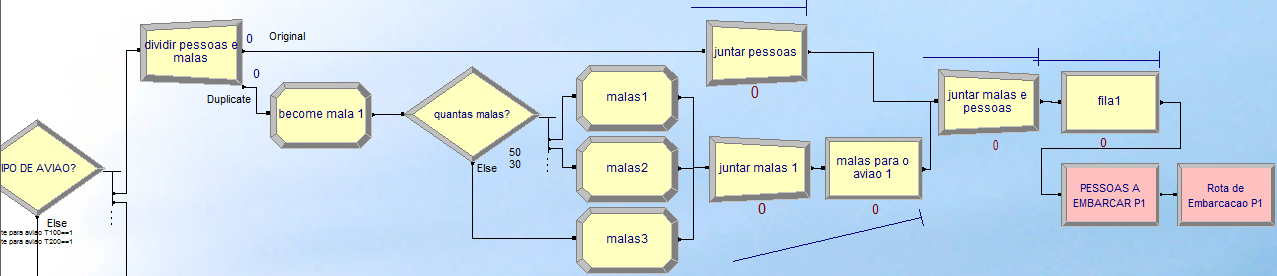 dividir pessoas e
malas
0
Original
0
Duplicate
become mala 1
quantas malas?
50
30
Else
malas1
malas2
malas3
juntar pessoas
0
juntar malas 1
0
malas para o
aviao 1
0
juntar malas e
pessoas
0
fila1
0
PESSOAS A
EMBARCAR P1
Rota de
Embarcacao P1
IPO DE AVIAO?
Else
te para aviao T100==1
te para aviao T200==1